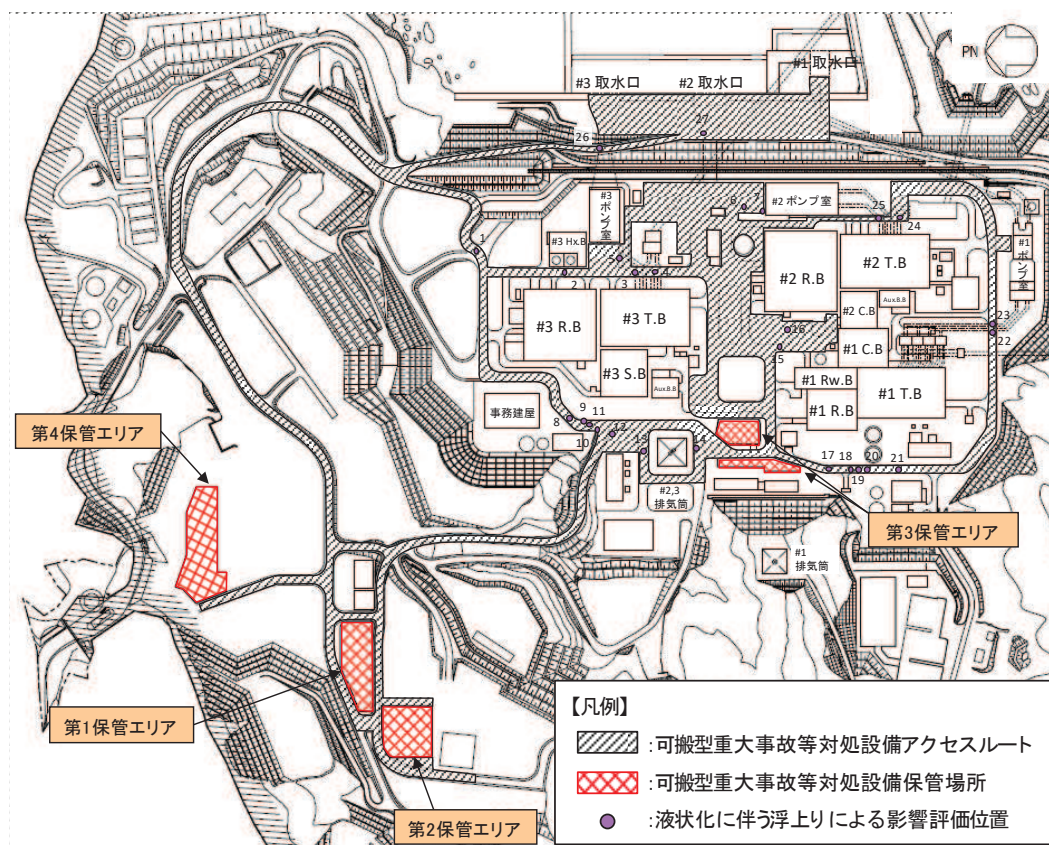 PN
#1 取水口
#3 取水口
#2 取水口
27
26
#3
ポンプ室
6
7
#2 ポンプ室
25
24
1
#3 Hx.B
5
2
3
4
#2 R.B
#2 T.B
#1
ポンプ室
#3 R.B
#3 T.B
#2 C.B
Aux.B.B
16
15
23
22
#1 C.B
#3 S.B
Aux.B.B
#1 Rw.B
#1 T.B
#1 R.B
事務建屋
9
11
8
10
12
13
14
17
18
19
20
21
#2,3
排気筒
#1
排気筒
第4保管エリア
第3保管エリア
第1保管エリア
第2保管エリア
【凡例】
:可搬型重大事故等対処設備アクセスルート
:可搬型重大事故等対処設備保管場所
:液状化に伴う浮上りによる影響評価位置